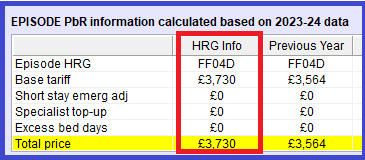 EPISODE PbR information calculated based on 2023-24 data
HRG Info Previous Year
Episode HRG FF04D FF04D
Base tariff £3,730 £3,564
Short stay emerg adj £0 £0
Specialist top-up £0 £0
Excess bed days £0 £0
Total price £3,730 £3,564